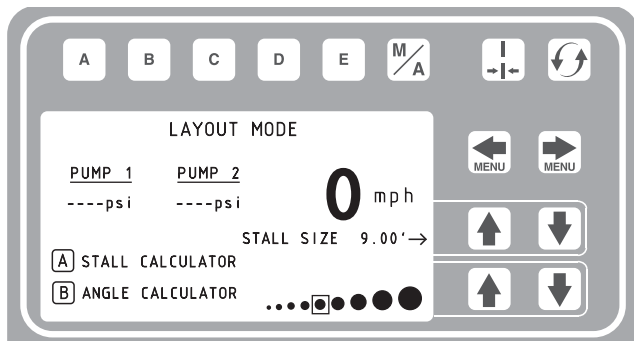 A B C D E M/A
LAYOUT MODE
MENU MENU
PUMP 1 PUMP 2
----psi ----psi
0 mph
STALL SIZE 9.00'→
A STALL CALCULATOR
B ANGLE CALCULATOR